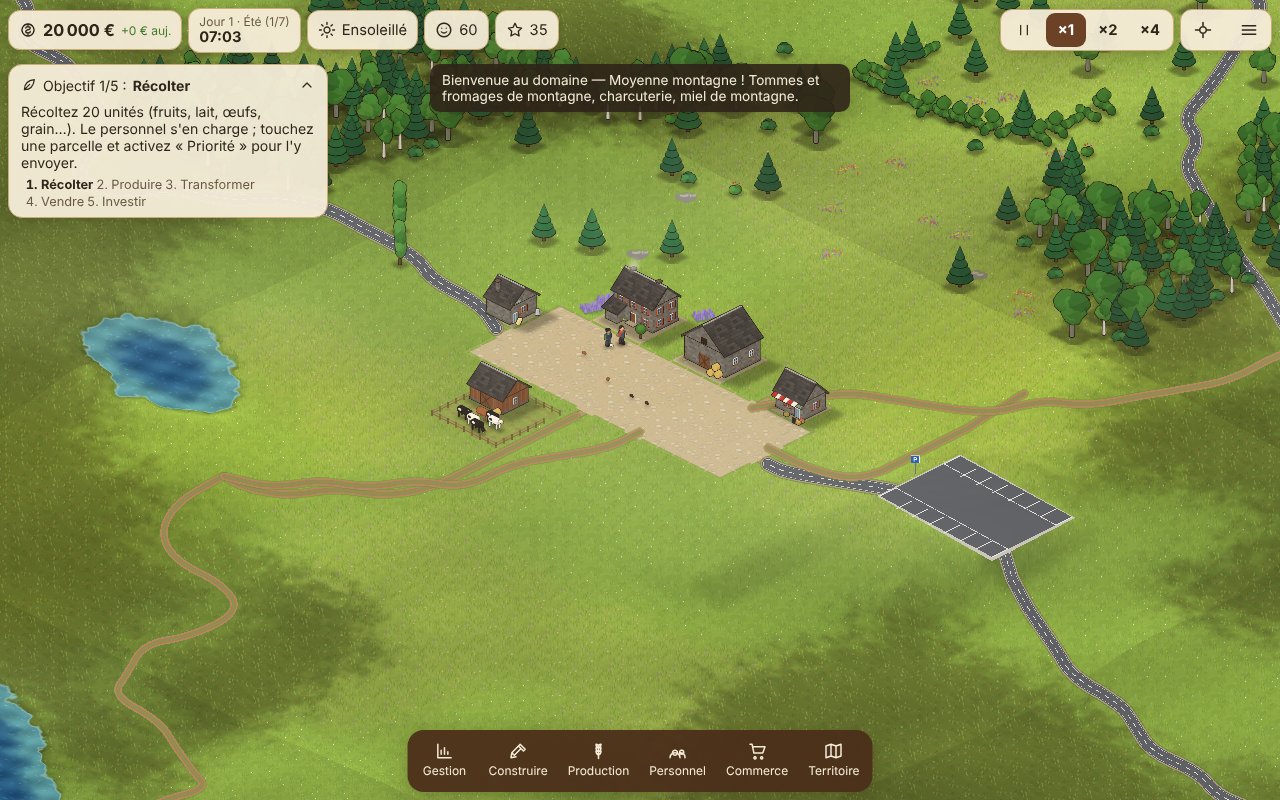 20 000 € +0 € auj.
Jour 1 · Été (1/7)
07:03
Ensoleillé
60
35
×1
×2
×4
Objectif 1/5 : Récolter
Récoltez 20 unités (fruits, lait, œufs,
grain...). Le personnel s'en charge ; touchez
une parcelle et activez « Priorité » pour l'y
envoyer.
1. Récolter 2. Produire 3. Transformer
4. Vendre 5. Investir
Bienvenue au domaine — Moyenne montagne ! Tommes et
fromages de montagne, charcuterie, miel de montagne.
P
Gestion
Construire
Production
Personnel
Commerce
Territoire